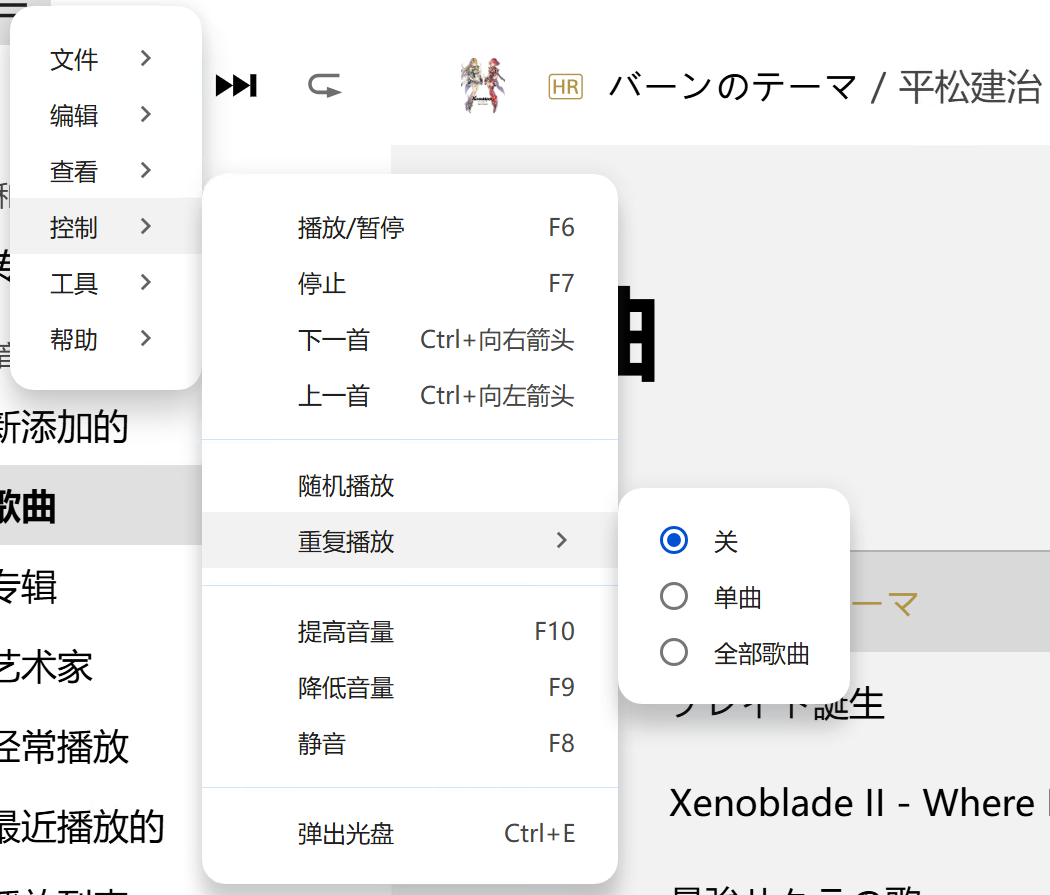 文件
编辑
查看
控制
工具
帮助
HR バーンのテーマ / 平松建治
播放/暂停 F6
停止 F7
下一首 Ctrl+向右箭头
上一首 Ctrl+向左箭头
随机播放
重复播放
提高音量 F10
降低音量 F9
静音 F8
弹出光盘 Ctrl+E
关
单曲
全部歌曲
新添加的
歌曲
专辑
艺术家
经常播放
最近播放的
曲
ーマ
誕生
Xenoblade II - Where